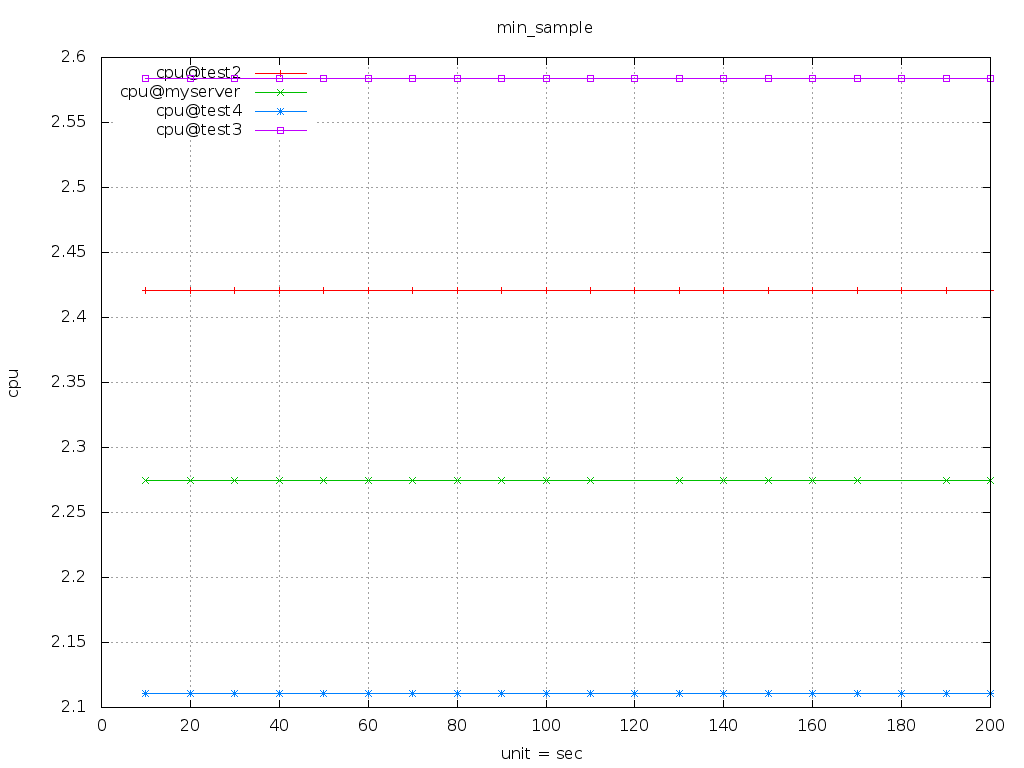 min_sample
2.6
2.55
2.5
2.45
2.4
2.35
2.3
2.25
2.2
2.15
2.1
cpu
cpu@test2
cpu@myserver
cpu@test4
cpu@test3
0 20 40 60 80 100 120 140 160 180 200
unit = sec